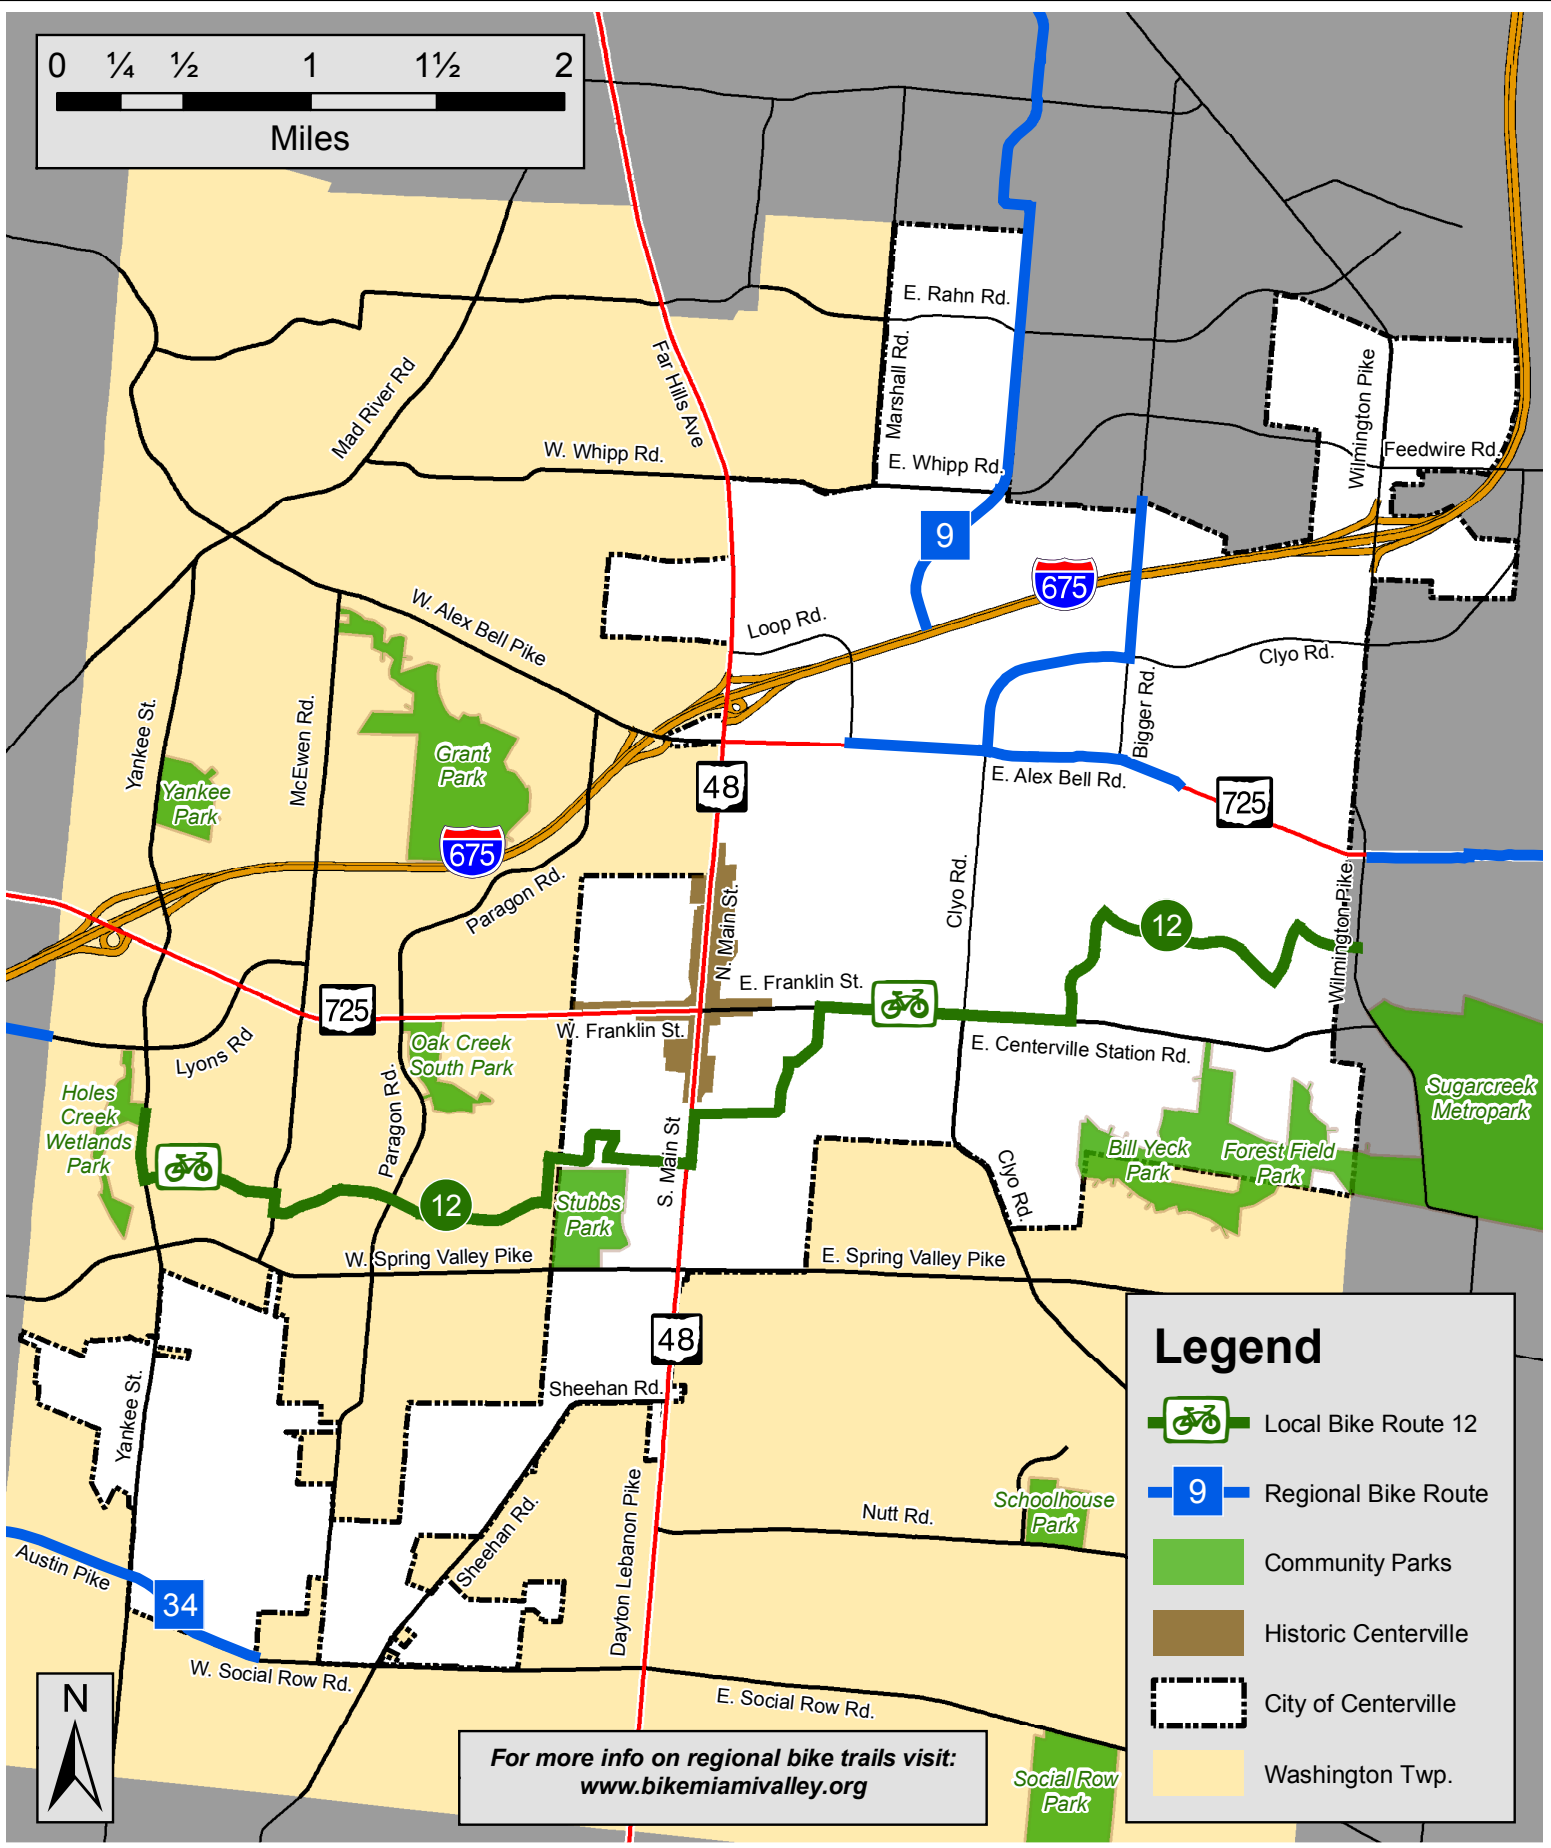 0 ¼ ½ 1 1½ 2
Miles
E. Rahn Rd.
Marshall Rd.
Far Hills Ave
Mad River Rd
W. Whipp Rd.
E. Whipp Rd.
Wilmington Pike
Feedwire Rd.
9
675
W. Alex Bell Pike
Loop Rd.
Clyo Rd.
Bigger Rd.
Yankee St.
McEwen Rd.
Grant
Park
Yankee
Park
48
E. Alex Bell Rd.
725
675
Paragon Rd.
N. Main St.
Clyo Rd.
12
Wilmington Pike
E. Franklin St.
725
W. Franklin St.
Lyons Rd
Oak Creek
South Park
E. Centerville Station Rd.
Paragon Rd.
Holes
Creek
Wetlands
Park
Sugarcreek
Metropark
S. Main St
Clyo Rd.
Bill Yeck
Park
Forest Field
Park
12
Stubbs
Park
W. Spring Valley Pike
E. Spring Valley Pike
48
Sheehan Rd.
Yankee St.
Sheehan Rd.
Dayton Lebanon Pike
Nutt Rd.
Schoolhouse
Park
Austin Pike
34
W. Social Row Rd.
E. Social Row Rd.
Social Row
Park
N
For more info on regional bike trails visit:
www.bikemiamivalley.org
Legend
Local Bike Route 12
9 Regional Bike Route
Community Parks
Historic Centerville
City of Centerville
Washington Twp.